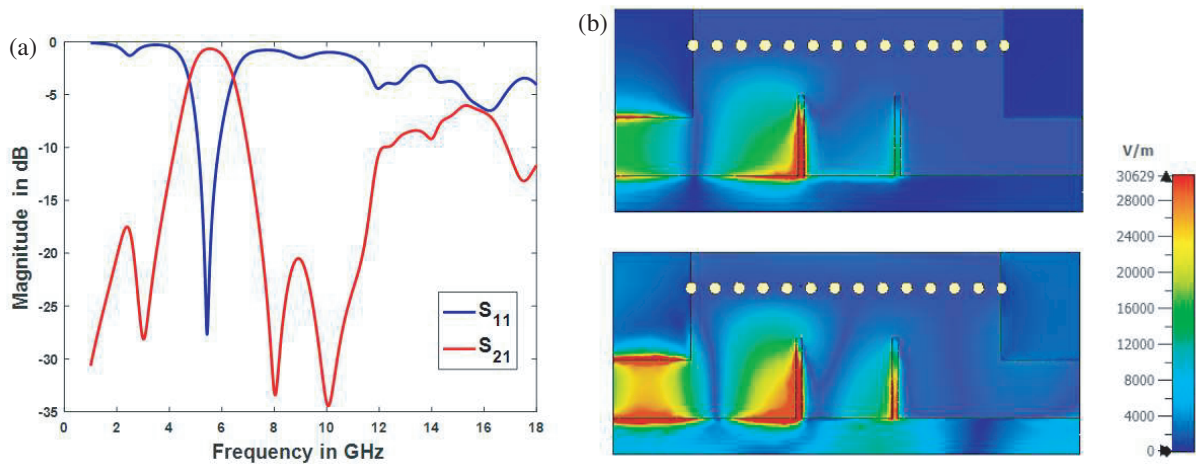 (a)
0
-5
-10
-15
-20
-25
-30
-35
Magnitude in dB
S11
S21
0 2 4 6 8 10 12 14 16 18
Frequency in GHz
(b)
V/m
30629
28000
24000
20000
16000
12000
8000
4000
0